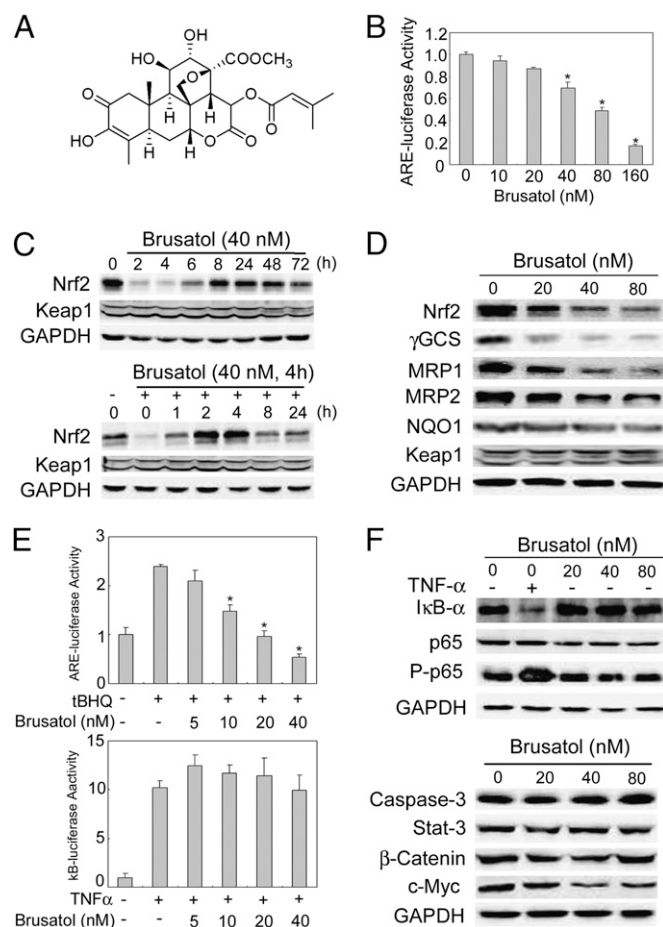 A
OH
HO
COOCH3
O
O
HO
O
O
O
O
H
H
H
H
H
B
ARE-luciferase Activity
1.2
1.0
0.8
0.6
0.4
0.2
0
* * *
0 10 20 40 80 160
Brusatol (nM)
C
Brusatol (40 nM)
0 2 4 6 8 24 48 72 (h)
Nrf2
Keap1
GAPDH
Brusatol (40 nM, 4h)
- + + + + + +
0 0 1 2 4 8 24 (h)
Nrf2
Keap1
GAPDH
D
Brusatol (nM)
0 20 40 80
Nrf2
γGCS
MRP1
MRP2
NQO1
Keap1
GAPDH
E
ARE-luciferase Activity
3
2
1
0
* * *
tBHQ - + + + + +
Brusatol (nM) - - 5 10 20 40
kB-luciferase Aactivity
15
10
5
0
TNFα - + + + + +
Brusatol (nM) - - 5 10 20 40
F
Brusatol (nM)
0 0 20 40 80
TNF-α - + - - -
IκB-α
p65
P-p65
GAPDH
Brusatol (nM)
0 20 40 80
Caspase-3
Stat-3
β-Catenin
c-Myc
GAPDH